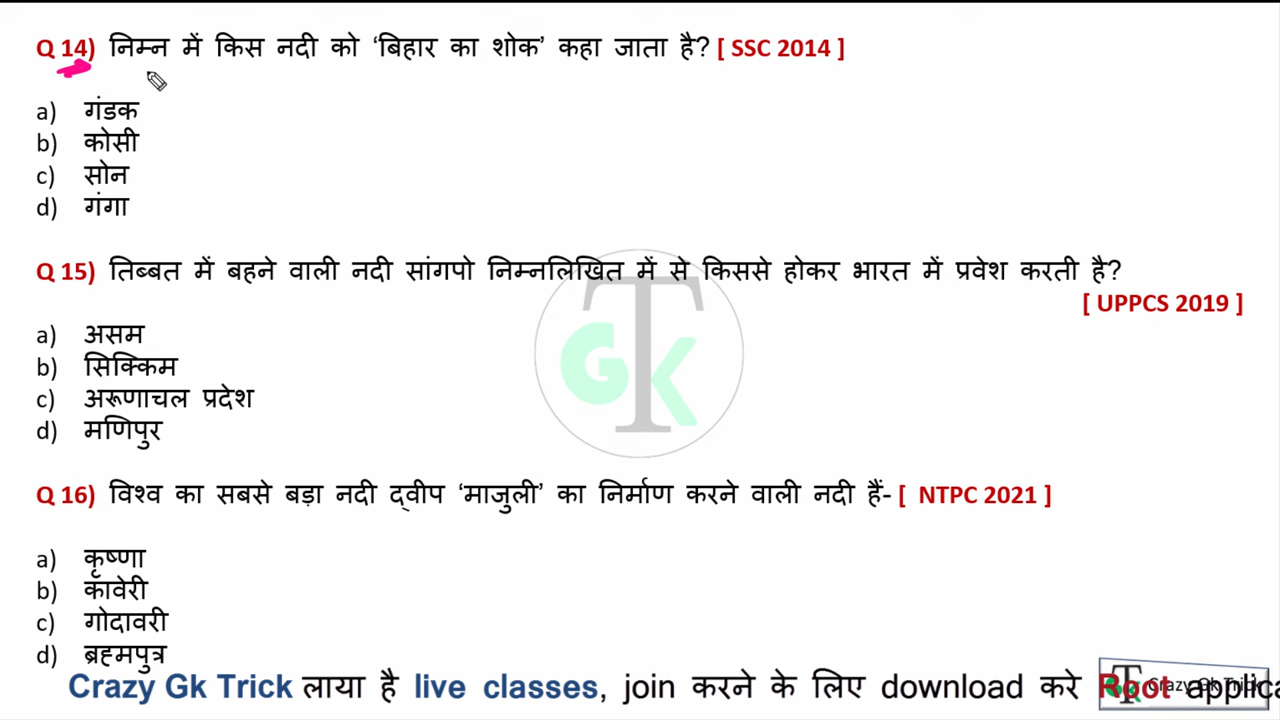 Q 14) निम्न में किस नदी को ‘बिहार का शोक’ कहा जाता है? [ SSC 2014 ]
a) गंडक
b) कोसी
c) सोन
d) गंगा
Q 15) तिब्बत में बहने वाली नदी सांगपो निम्नलिखित में से किससे होकर भारत में प्रवेश करती है?
[ UPPCS 2019 ]
a) असम
b) सिक्किम
c) अरूणाचल प्रदेश
d) मणिपुर
Q 16) विश्व का सबसे बड़ा नदी द्वीप ‘माजुली’ का निर्माण करने वाली नदी हैं- [ NTPC 2021 ]
a) कृष्णा
b) कावेरी
c) गोदावरी
d) ब्रह्मपुत्र
Crazy Gk Trick लाया है live classes, join करने के लिए download करे Root
GTK